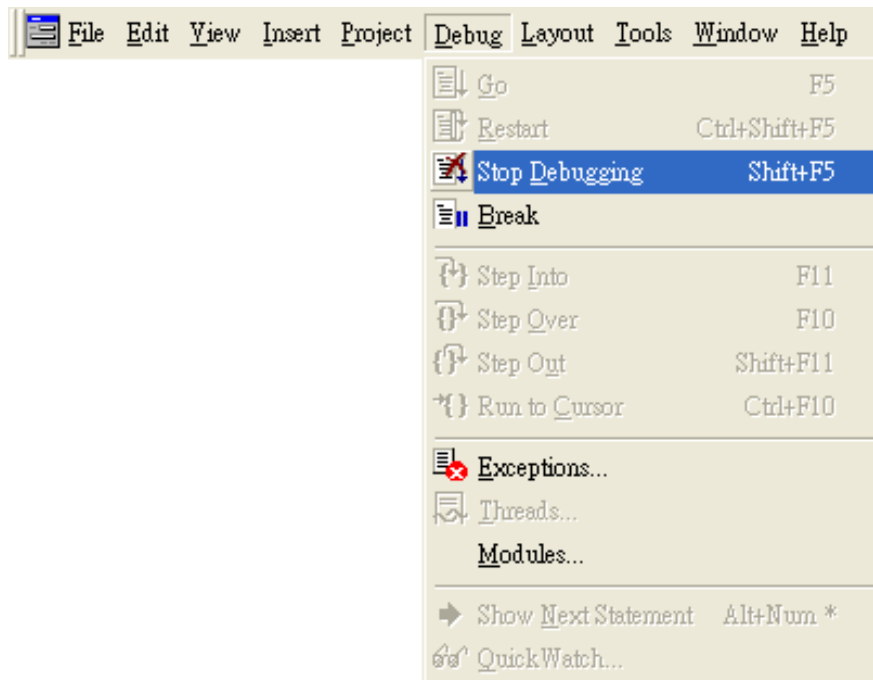 File Edit View Insert Project Debug Layout Tools Window Help
Go F5
Restart Ctrl+Shift+F5
Stop Debugging Shift+F5
Break
Step Into F11
Step Over F10
Step Out Shift+F11
Run to Cursor Ctrl+F10
Exceptions...
Threads...
Modules...
Show Next Statement Alt+Num *
QuickWatch...